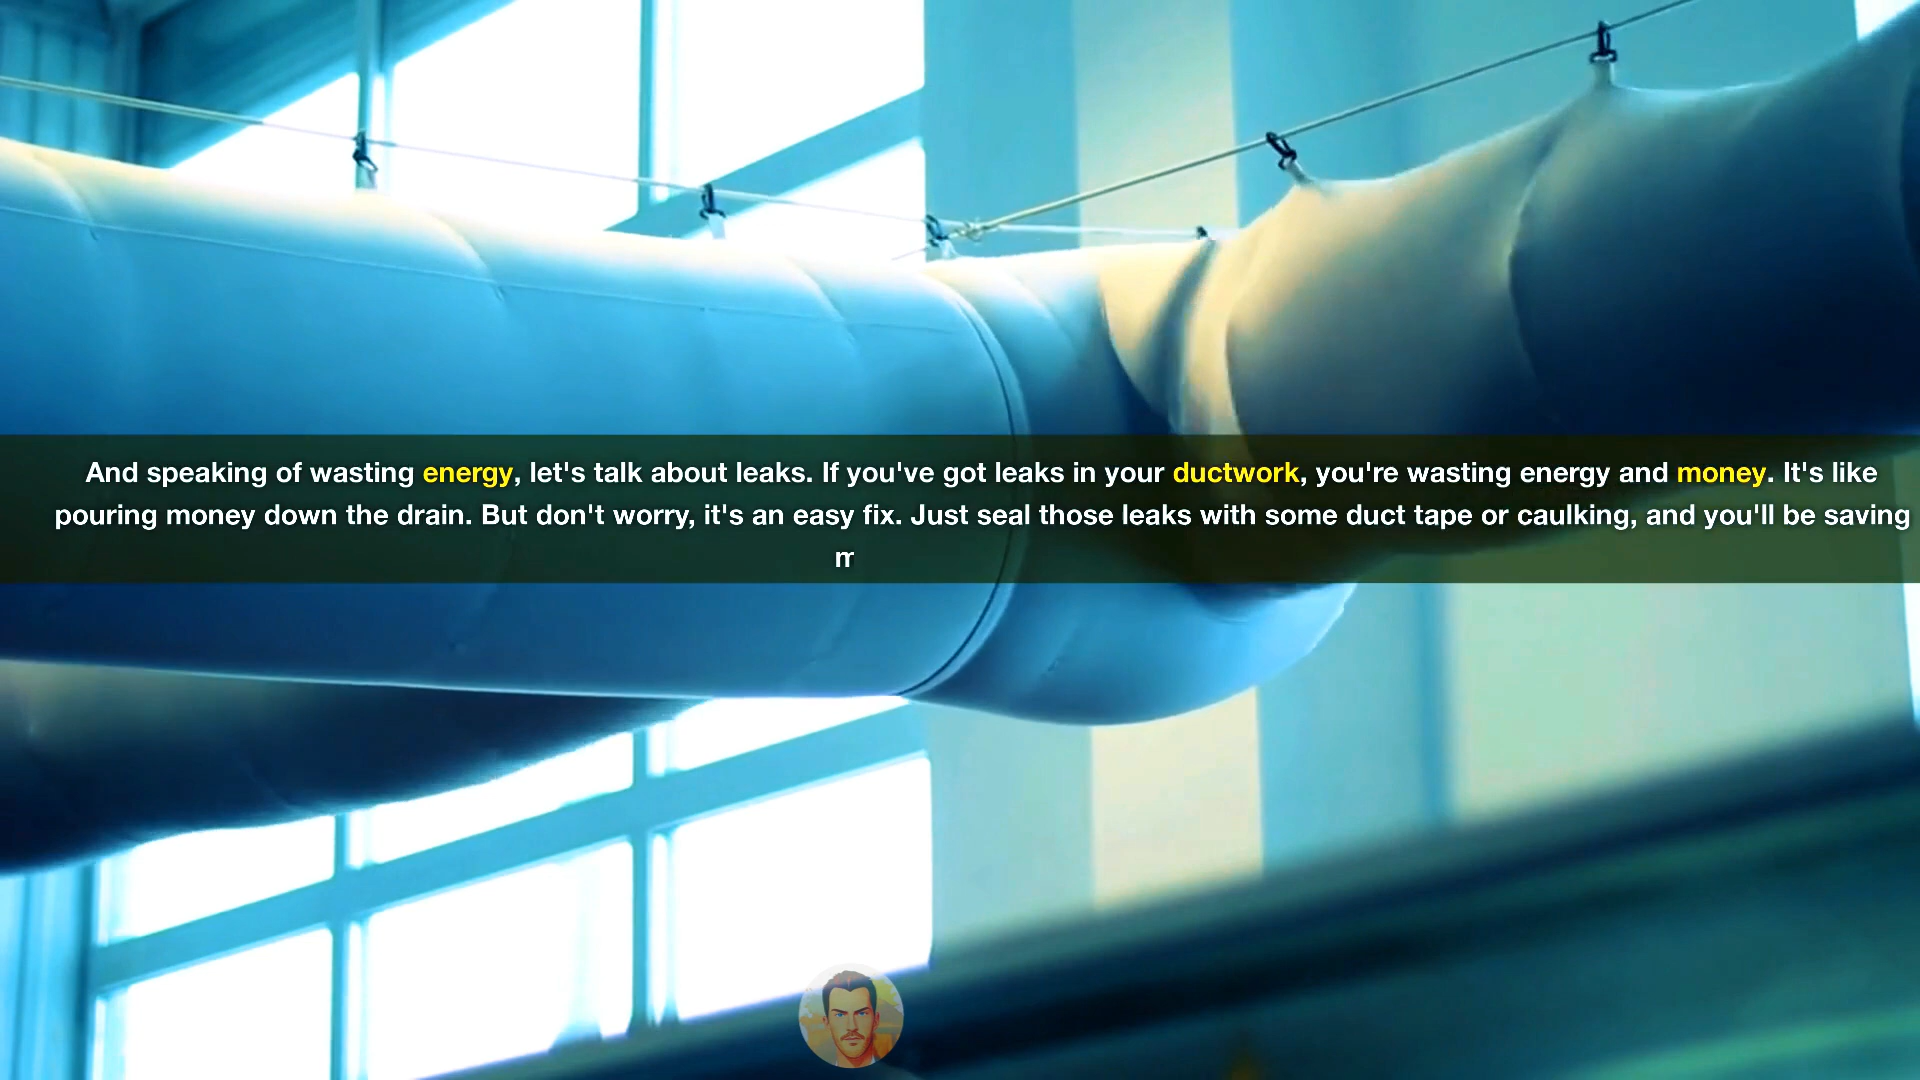 And speaking of wasting energy, let's talk about leaks. If you've got leaks in your ductwork, you're wasting energy and money. It's like
pouring money down the drain. But don't worry, it's an easy fix. Just seal those leaks with some duct tape or caulking, and you'll be saving